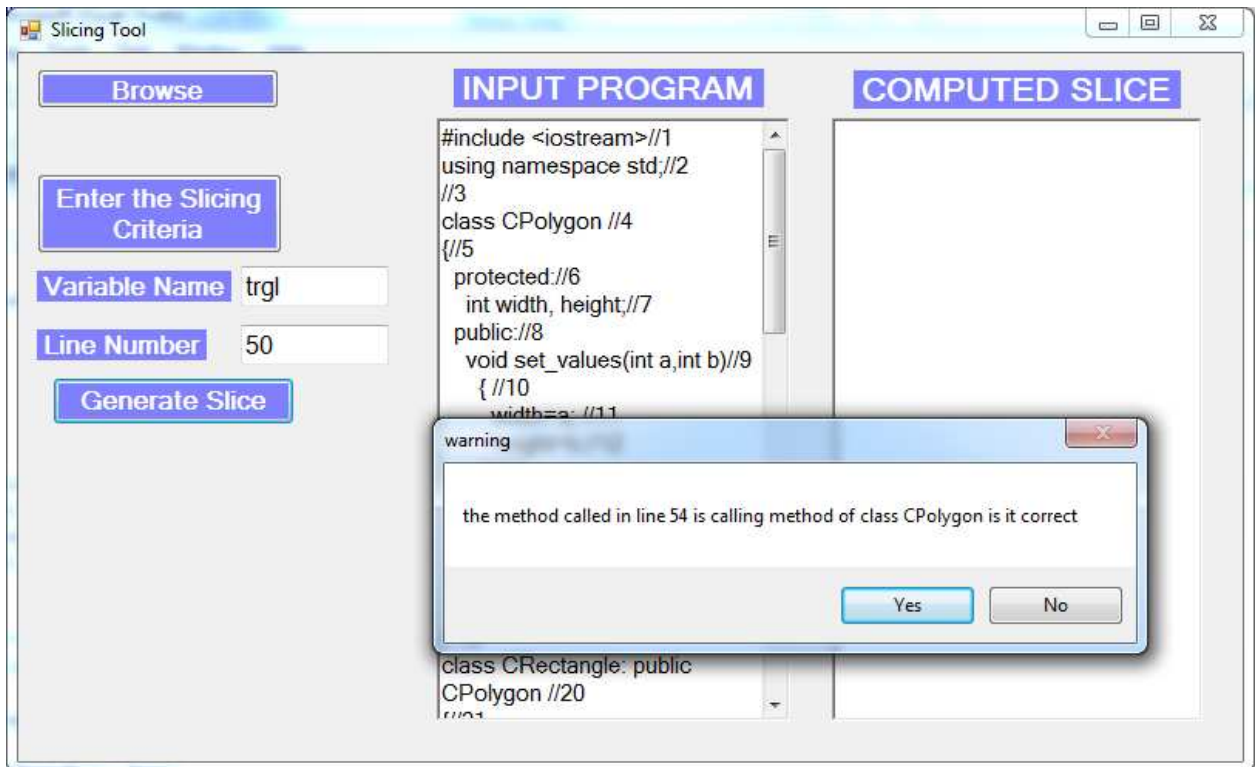 Slicing Tool
Browse
Enter the Slicing
Criteria
Variable Name
trgl
Line Number
50
Generate Slice
INPUT PROGRAM
#include <iostream>//1
using namespace std;//2
//3
class CPolygon //4
{//5
protected://6
int width, height;//7
public://8
void set_values(int a,int b)//9
{ //10
width=a; //11
class CRectangle: public
CPolygon //20
{//21
COMPUTED SLICE
warning
the method called in line 54 is calling method of class CPolygon is it correct
Yes
No